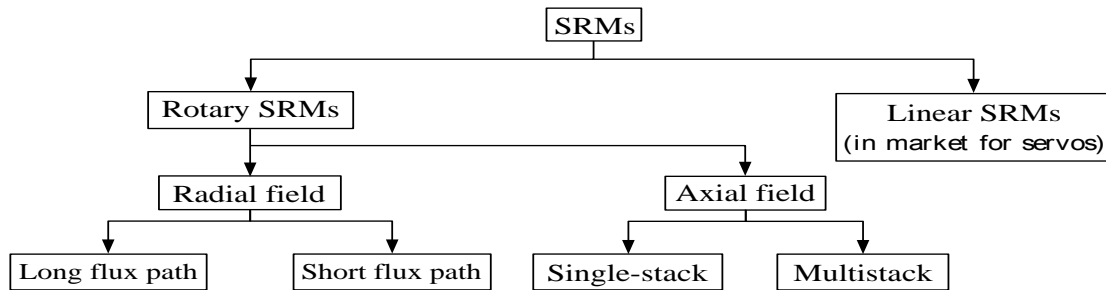 SRMs
Rotary SRMs
Linear SRMs
(in market for servos)
Radial field
Axial field
Long flux path
Short flux path
Single-stack
Multistack